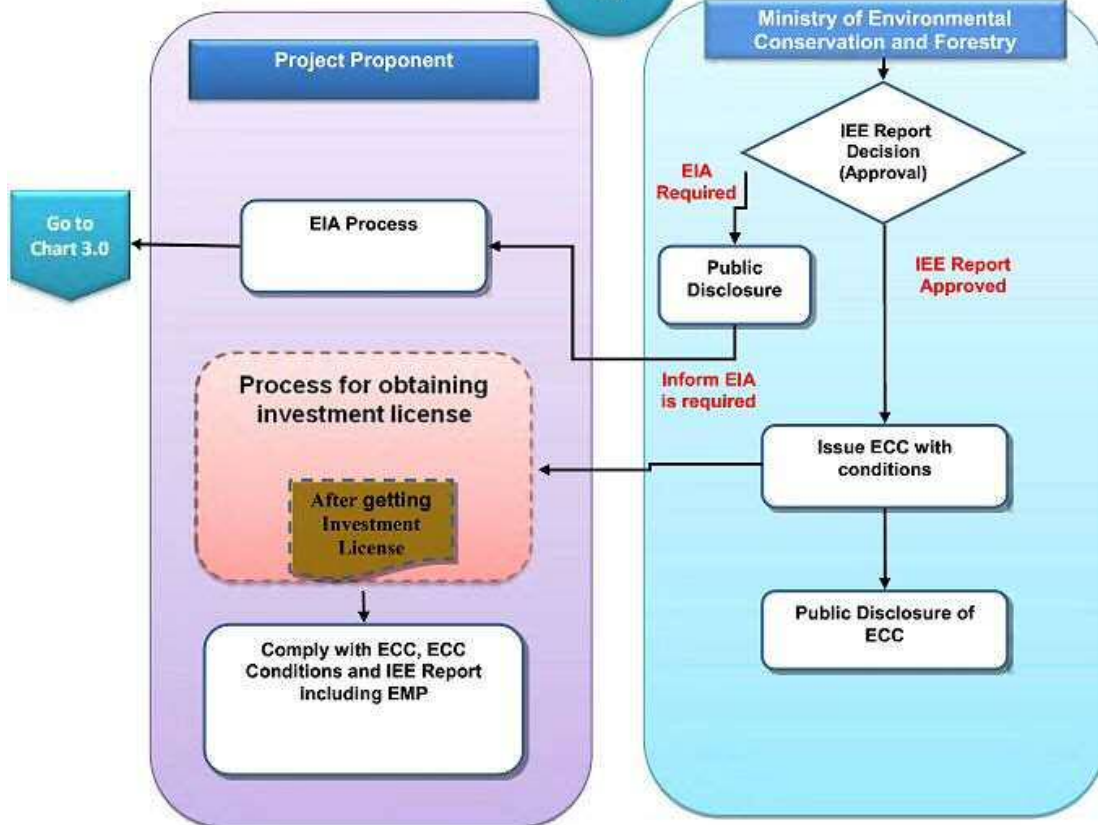 Ministry of Environmental
Conservation and Forestry
Project Proponent
IEE Report
Decision
(Approval)
EIA
Required
Go to
Chart 3.0
EIA Process
Public
Disclosure
IEE Report
Approved
Inform EIA
is required
Process for obtaining
investment license
After getting
Investment
License
Issue ECC with
conditions
Public Disclosure of
ECC
Comply with ECC, ECC
Conditions and IEE Report
including EMP